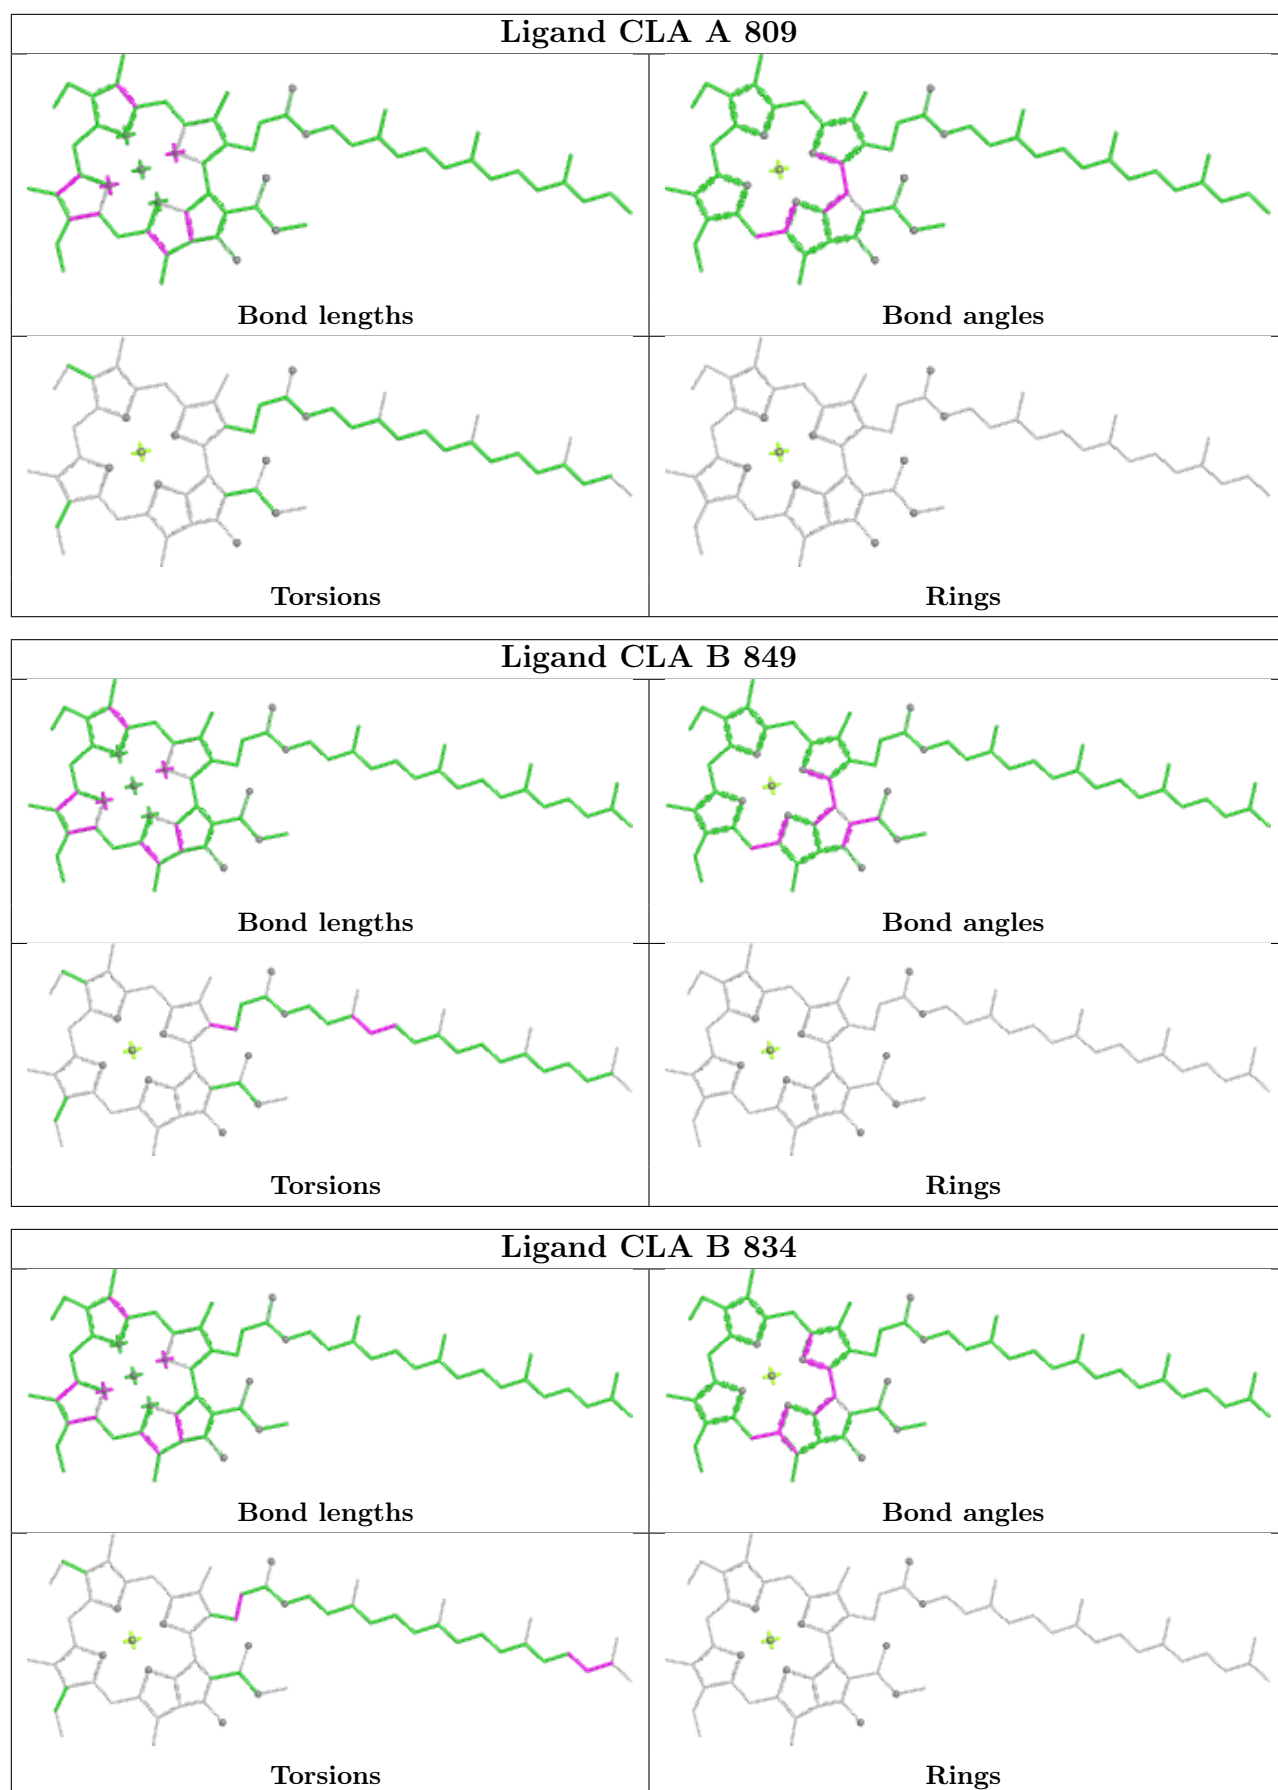 Ligand CLA A 809
Bond lengths
Bond angles
Torsions
Rings
Ligand CLA B 849
Bond lengths
Bond angles
Torsions
Rings
Ligand CLA B 834
Bond lengths
Bond angles
Torsions
Rings